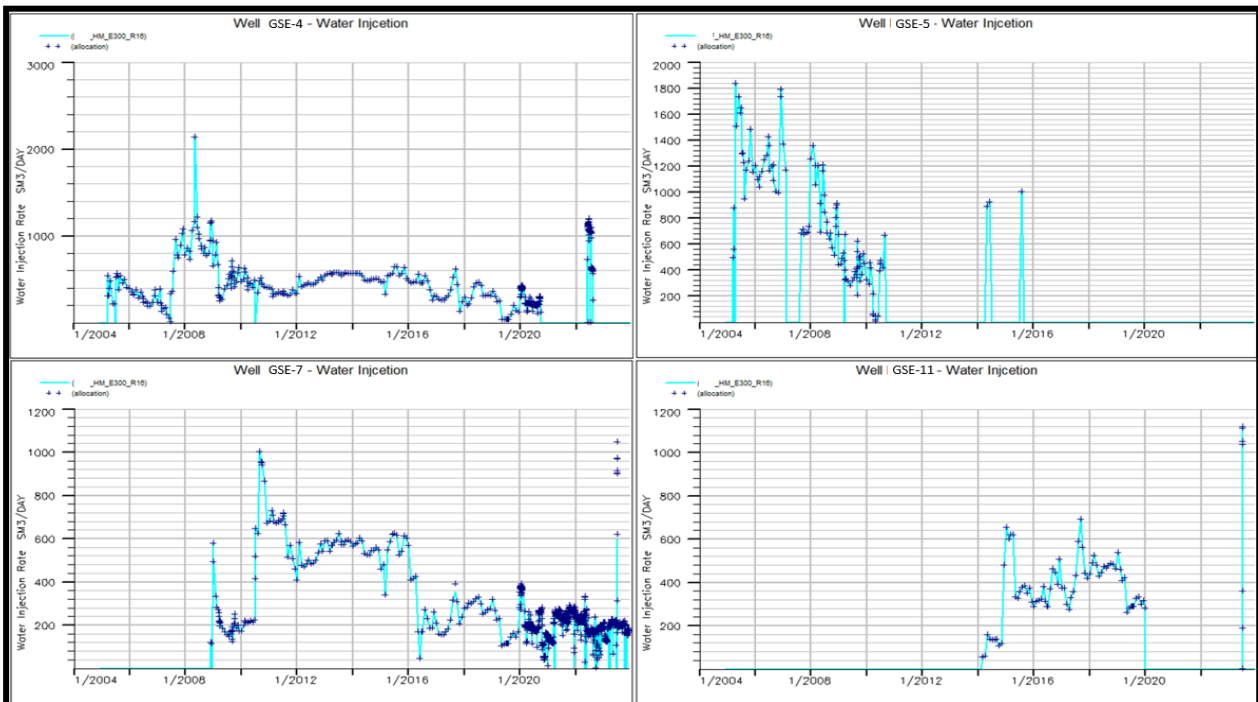 Well GSE-4 - Water Injcetion
_HM_E300_R16)
(allocation)
Water Injection Rate SM3/DAY
3000
2000
1000
1/2004 1/2008 1/2012 1/2016 1/2020
Well GSE-5 - Water Injcetion
_HM_E300_R16)
(allocation)
Water Injection Rate SM3/DAY
2000
1800
1600
1400
1200
1000
800
600
400
200
1/2004 1/2008 1/2012 1/2016 1/2020
Well GSE-7 - Water Injcetion
( _HM_E300_R16)
(allocation)
Water Injection Rate SM3/DAY
1200
1000
800
600
400
200
1/2004 1/2008 1/2012 1/2016 1/2020
Well GSE-11 - Water Injcetion
( _HM_E300_R16)
(allocation)
Water Injection Rate SM3/DAY
1200
1000
800
600
400
200
1/2004 1/2008 1/2012 1/2016 1/2020